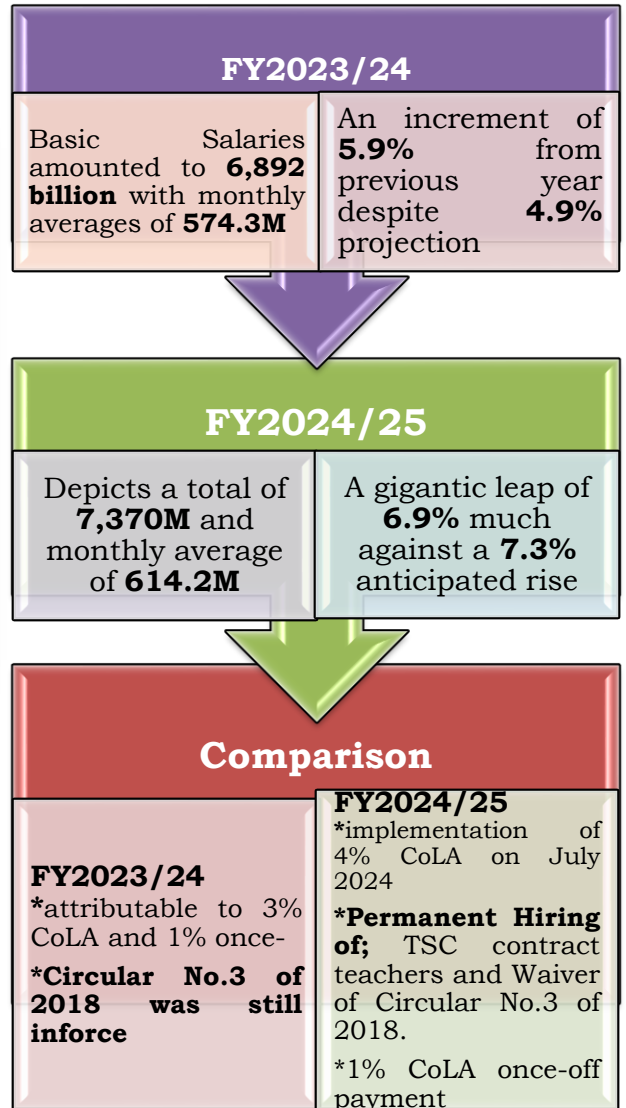 FY2023/24
Basic Salaries
amounted to 6,892
billion with monthly
averages of 574.3M
An increment of
5.9% from
previous year
despite 4.9%
projection
FY2024/25
Depicts a total of
7,370M and
monthly average
of 614.2M
A gigantic leap of
6.9% much
against a 7.3%
anticipated rise
Comparison
FY2023/24
*attributable to 3%
CoLA and 1% once-
*Circular No.3 of
2018 was still
inforce
FY2024/25
*implementation of
4% CoLA on July
2024
*Permanent Hiring
of; TSC contract
teachers and Waiver
of Circular No.3 of
2018.
*1% CoLA once-off
payment